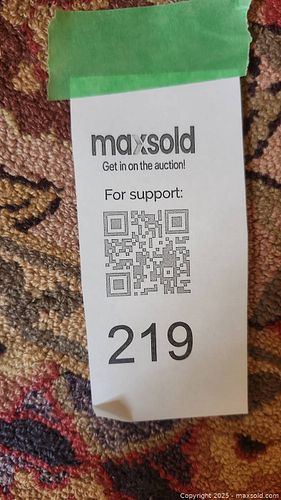 maxsold
Get in on the auction!
For support:
219
Copyright © 2025 - maxsold.com